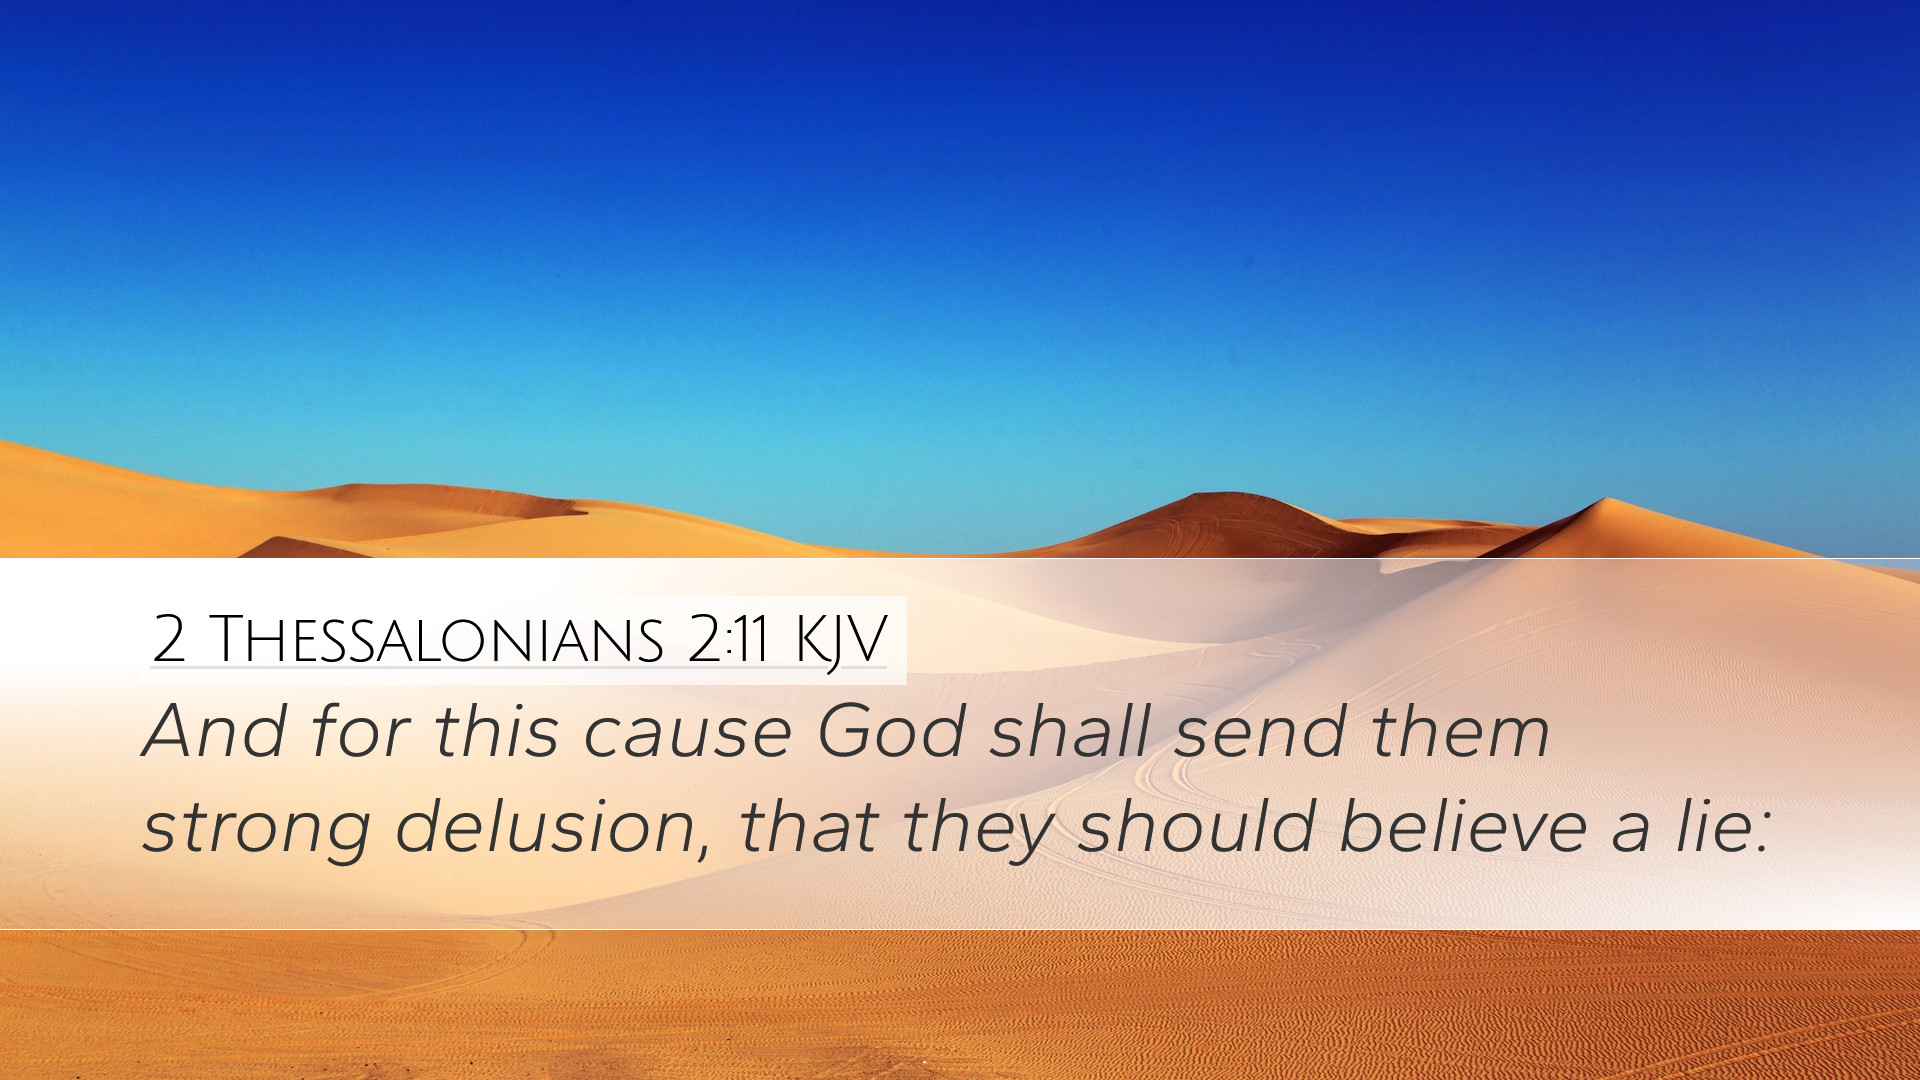 2 Thessalonians 2:11 KJV
And for this cause God shall send them
strong delusion, that they should believe a lie: